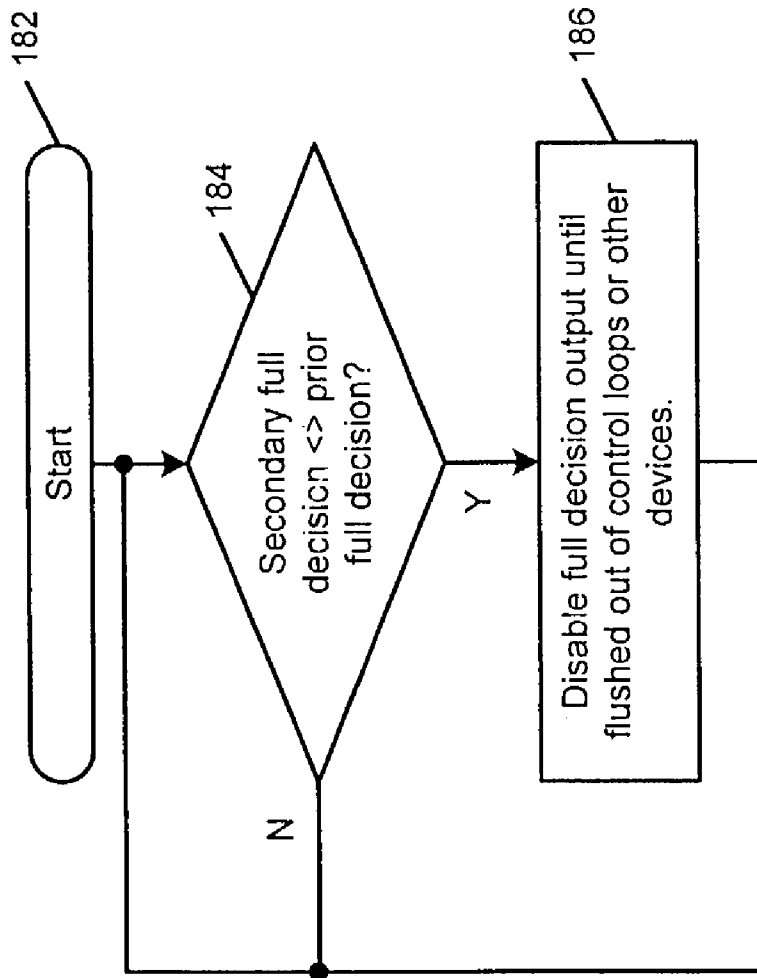 182
Start
184
Secondary full
decision <> prior
full decision?
N
Y
186
Disable full decision output until
flushed out of control loops or other
devices.